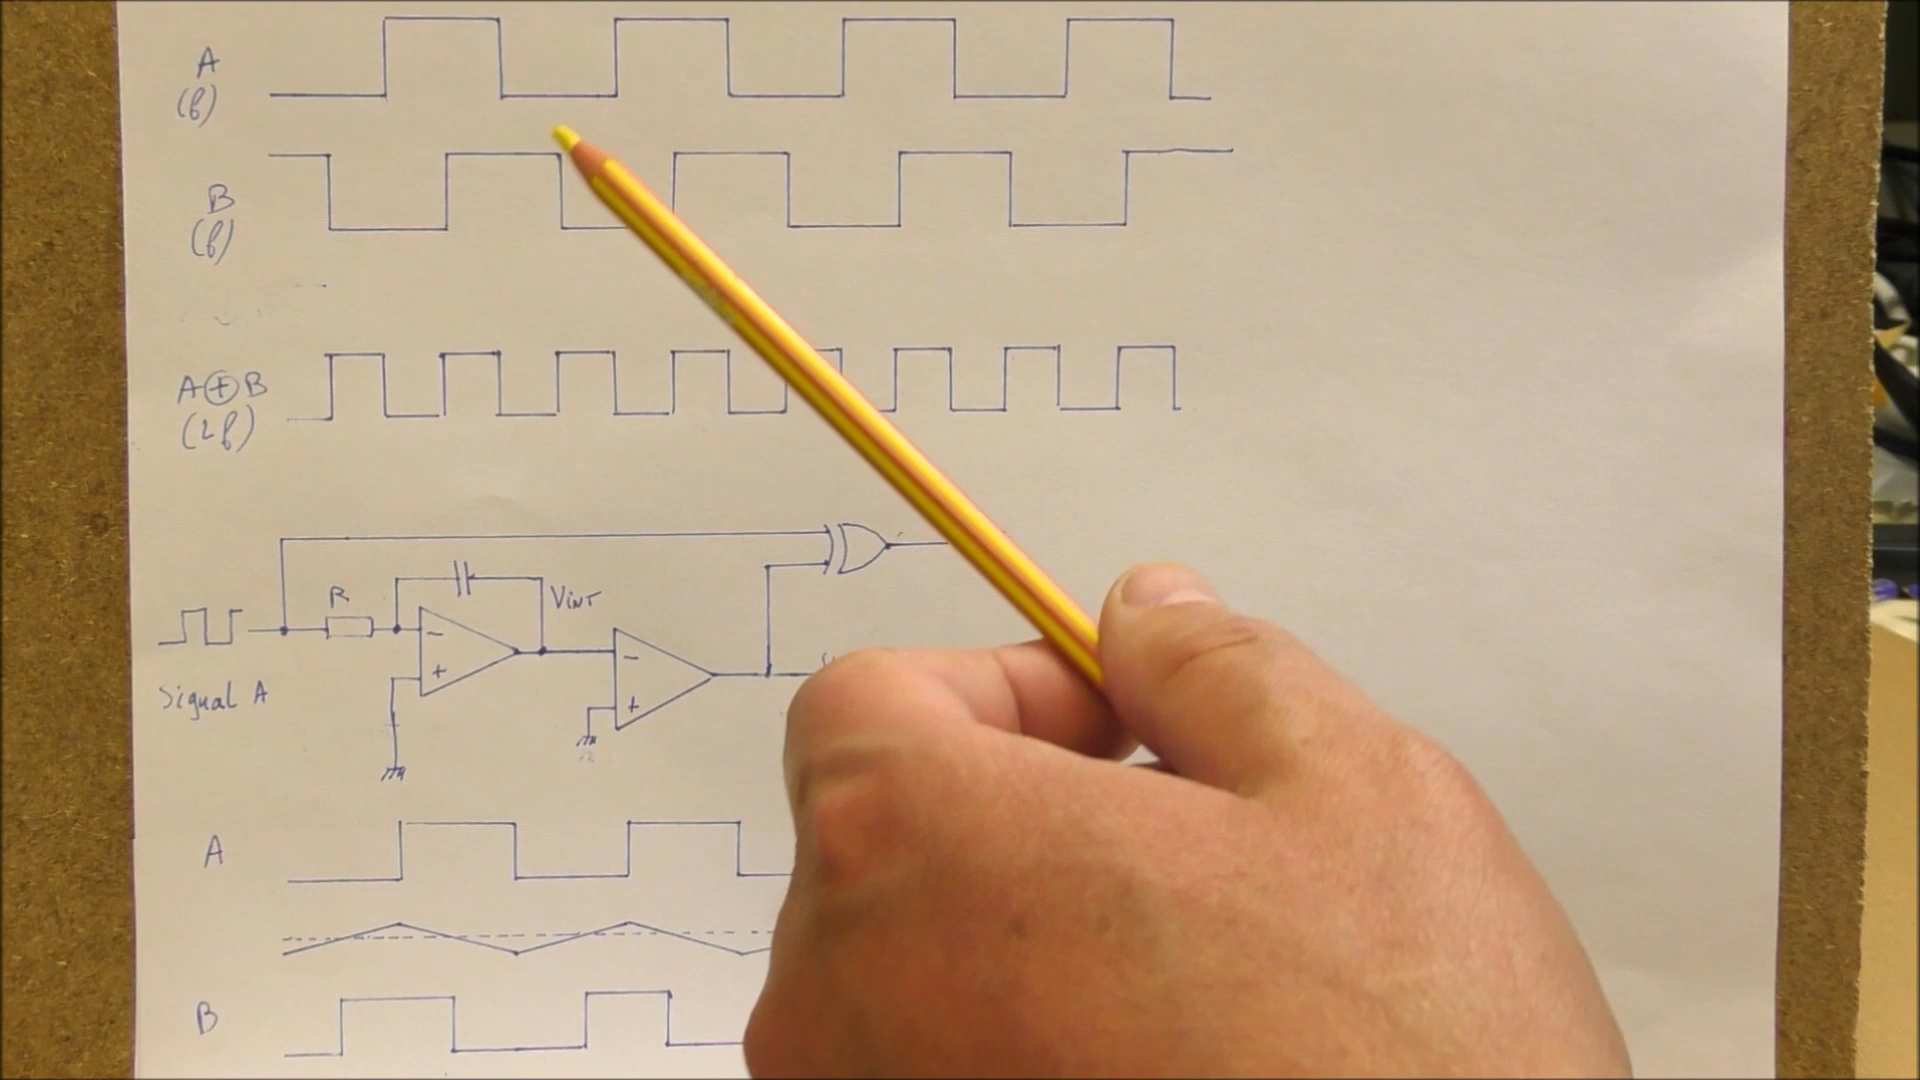 A
(f)
B
(f)
A⊕B
(2f)
R
VINT
-
+
-
+
Signal A
A
B